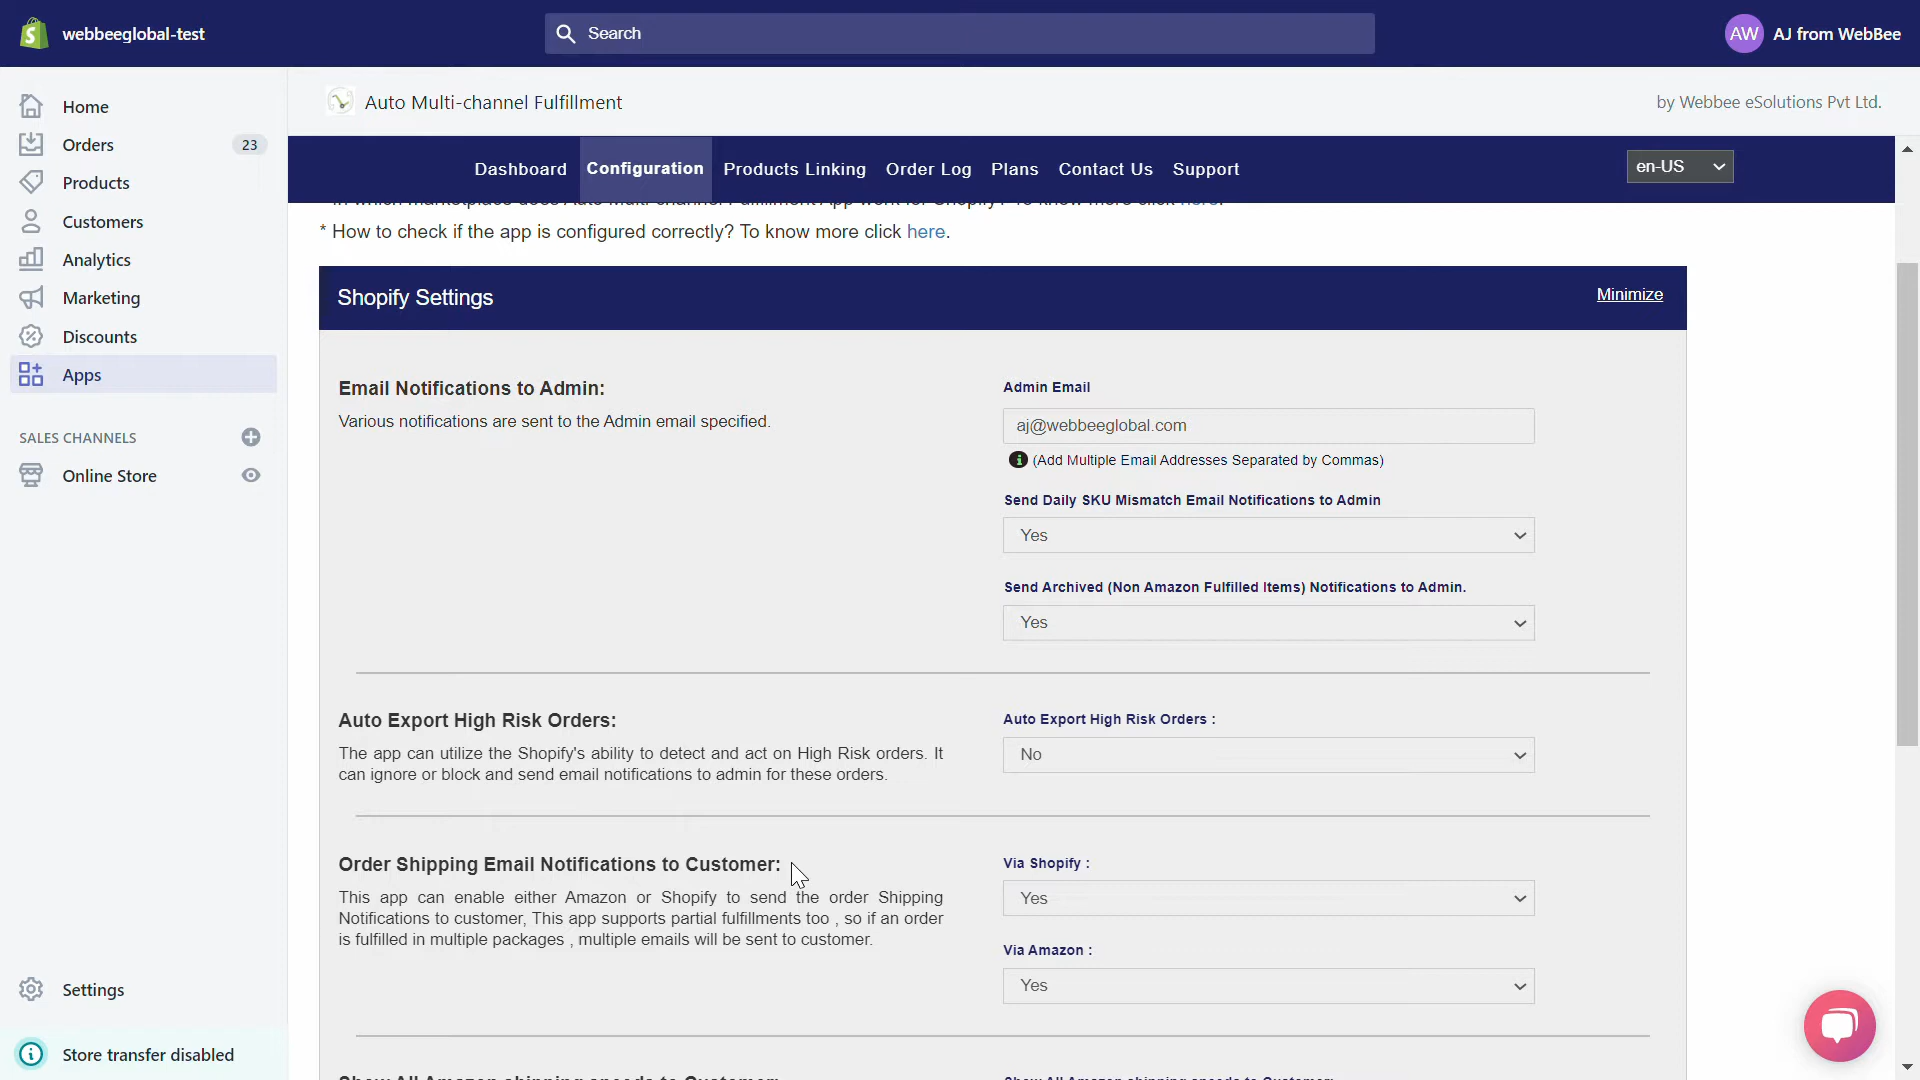 webbeeglobal-test
Search
AW AJ from WebBee
Home
Orders 23
Products
Customers
Analytics
Marketing
Discounts
Apps
SALES CHANNELS
Online Store
Settings
Store transfer disabled
Auto Multi-channel Fulfillment
by Webbee eSolutions Pvt Ltd.
Dashboard Configuration Products Linking Order Log Plans Contact Us Support
en-US
* How to check if the app is configured correctly? To know more click here.
Shopify Settings
Minimize
Email Notifications to Admin:
Various notifications are sent to the Admin email specified.
Admin Email
aj@webbeeglobal.com
(Add Multiple Email Addresses Separated by Commas)
Send Daily SKU Mismatch Email Notifications to Admin
Yes
Send Archived (Non Amazon Fulfilled Items) Notifications to Admin.
Yes
Auto Export High Risk Orders:
The app can utilize the Shopify's ability to detect and act on High Risk orders. It
can ignore or block and send email notifications to admin for these orders.
Auto Export High Risk Orders :
No
Order Shipping Email Notifications to Customer:
This app can enable either Amazon or Shopify to send the order Shipping
Notifications to customer, This app supports partial fulfillments too , so if an order
is fulfilled in multiple packages , multiple emails will be sent to customer.
Via Shopify :
Yes
Via Amazon :
Yes